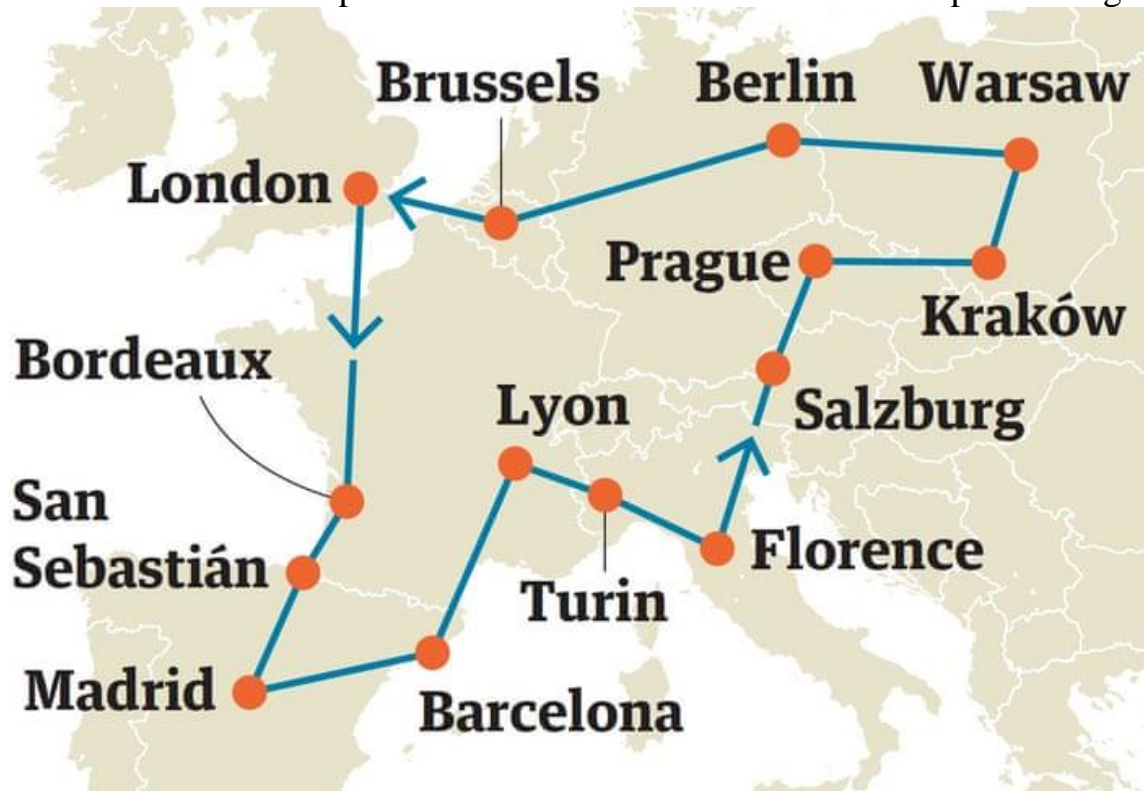 Brussels
Berlin
Warsaw
London
Prague
Kraków
Bordeaux
Lyon
Salzburg
San
Sebastián
Florence
Turin
Madrid
Barcelona